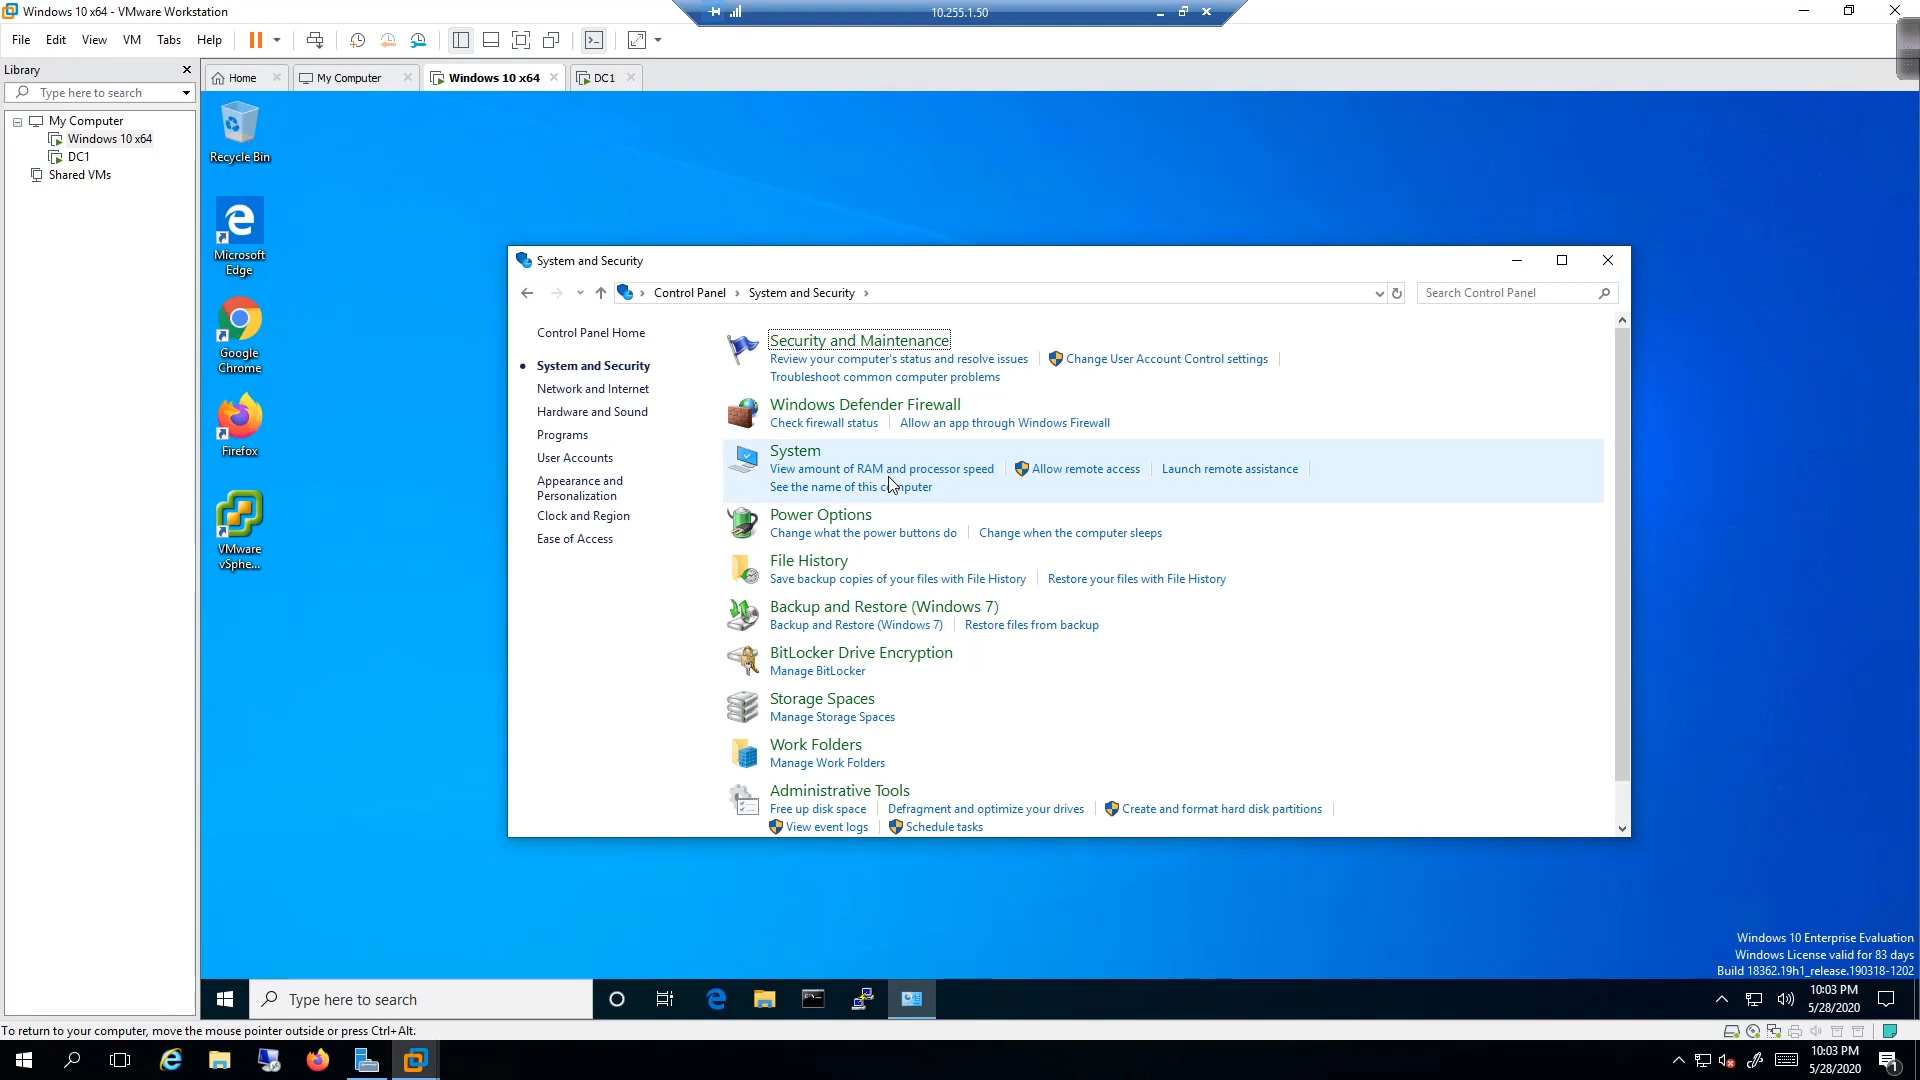 Windows 10 x64 - VMware Workstation
10.255.1.50
File Edit View VM Tabs Help
Library
Type here to search
Home
My Computer
Windows 10 x64
DC1
My Computer
Windows 10 x64
DC1
Shared VMs
Recycle Bin
Microsoft
Edge
Google
Chrome
Firefox
VMware
vSphe...
System and Security
Control Panel > System and Security >
Search Control Panel
Control Panel Home
System and Security
Network and Internet
Hardware and Sound
Programs
User Accounts
Appearance and
Personalization
Clock and Region
Ease of Access
Security and Maintenance
Review your computer's status and resolve issues
Change User Account Control settings
Troubleshoot common computer problems
Windows Defender Firewall
Check firewall status
Allow an app through Windows Firewall
System
View amount of RAM and processor speed
Allow remote access
Launch remote assistance
See the name of this computer
Power Options
Change what the power buttons do
Change when the computer sleeps
File History
Save backup copies of your files with File History
Restore your files with File History
Backup and Restore (Windows 7)
Backup and Restore (Windows 7)
Restore files from backup
BitLocker Drive Encryption
Manage BitLocker
Storage Spaces
Manage Storage Spaces
Work Folders
Manage Work Folders
Administrative Tools
Free up disk space
Defragment and optimize your drives
Create and format hard disk partitions
View event logs
Schedule tasks
Windows 10 Enterprise Evaluation
Windows License valid for 83 days
Build 18362.19h1_release.190318-1202
Type here to search
10:03 PM
5/28/2020
To return to your computer, move the mouse pointer outside or press Ctrl+Alt.
10:03 PM
5/28/2020
1